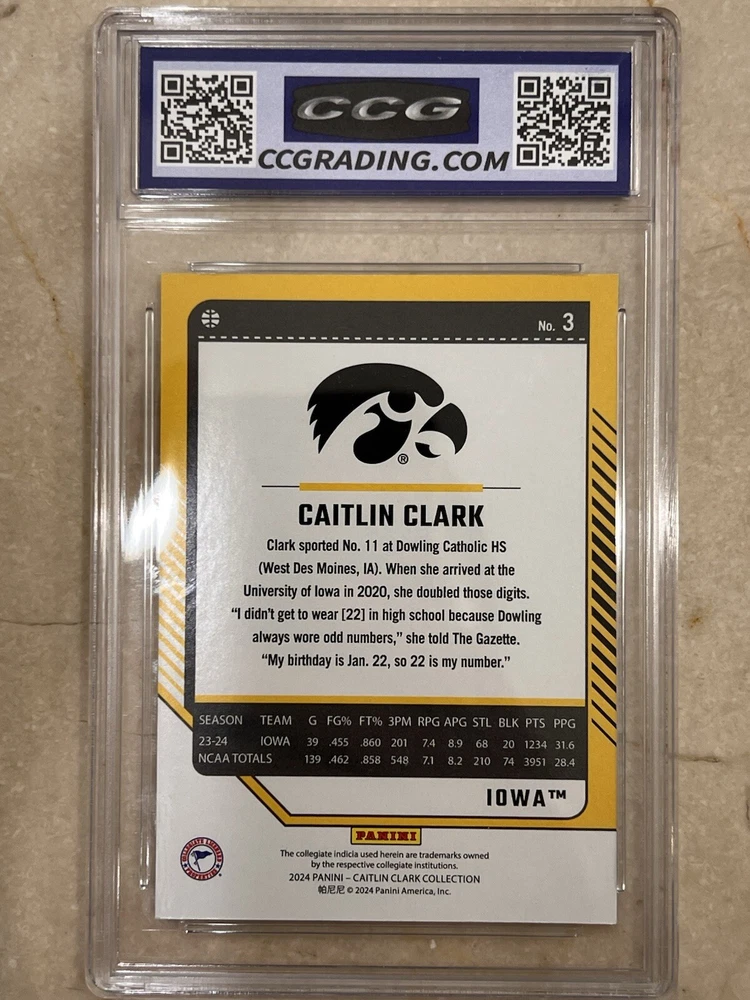 CCG
CCGRADING.COM
No. 3
®
CAITLIN CLARK
Clark sported No. 11 at Dowling Catholic HS
(West Des Moines, IA). When she arrived at the
University of Iowa in 2020, she doubled those digits.
“I didn’t get to wear [22] in high school because Dowling
always wore odd numbers,” she told The Gazette.
“My birthday is Jan. 22, so 22 is my number.”
SEASON TEAM G FG% FT% 3PM RPG APG STL BLK PTS PPG
23-24 IOWA 39 .455 .860 201 7.4 8.9 68 20 1234 31.6
NCAA TOTALS 139 .462 .858 548 7.1 8.2 210 74 3951 28.4
IOWA™
PANINI
COLLEGIATE LICENSED PROPERTIES
The collegiate indicia used herein are trademarks owned
by the respective collegiate institutions.
2024 PANINI – CAITLIN CLARK COLLECTION
帕尼尼 © 2024 Panini America, Inc.